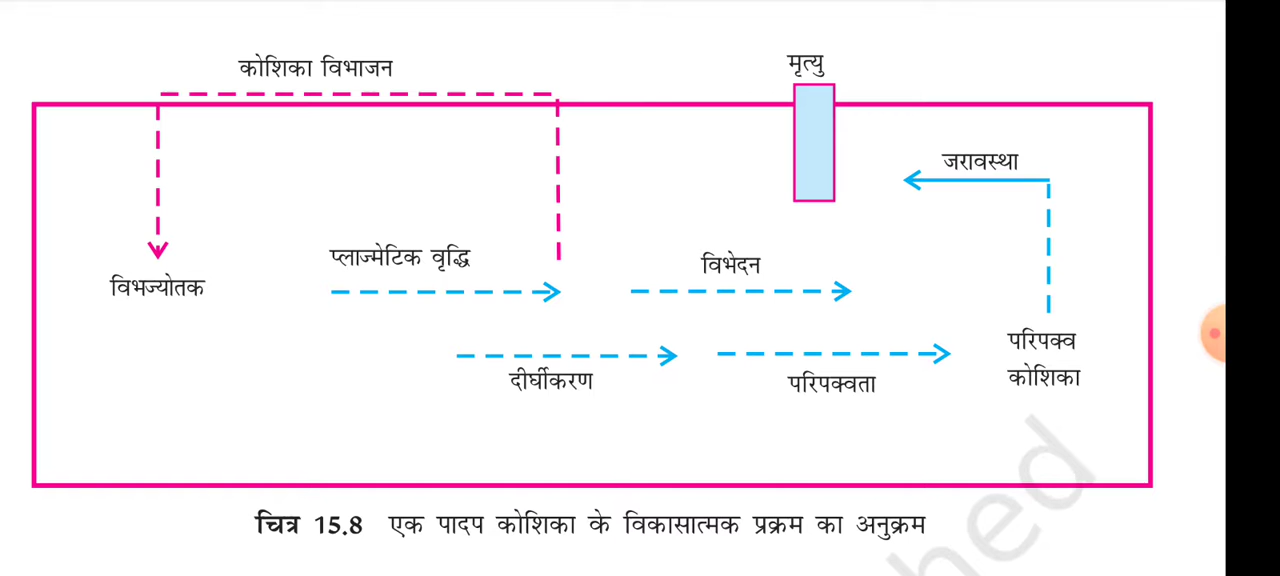 कोशिका विभाजन
मृत्यु
जरावस्था
प्लाज्मेटिक वृद्धि
विभेदन
विभज्योतक
परिपक्व
कोशिका
दीर्घीकरण
परिपक्वता
चित्र 15.8 एक पादप कोशिका के विकासात्मक प्रक्रम का अनुक्रम
hed